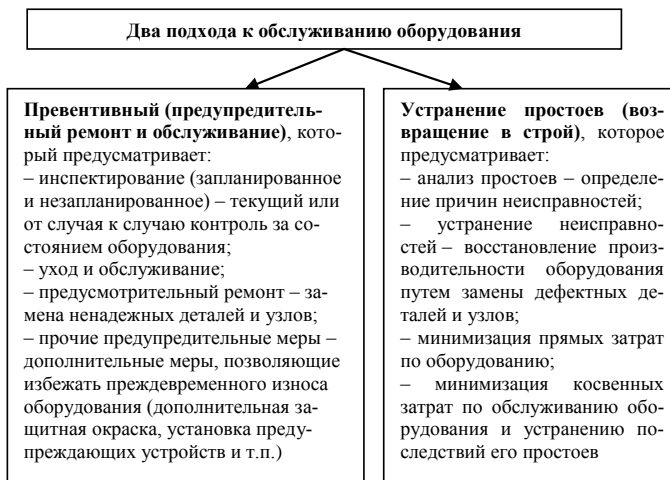 Два подхода к обслуживанию оборудования
Превентивный (предупредитель-
ный ремонт и обслуживание), кото-
рый предусматривает:
– инспектирование (запланированное
и незапланированное) – текущий или
от случая к случаю контроль за со-
стоянием оборудования;
– уход и обслуживание;
– предусмотрительный ремонт – за-
мена ненадежных деталей и узлов;
– прочие предупредительные меры –
дополнительные меры, позволяющие
избежать преждевременного износа
оборудования (дополнительная за-
щитная окраска, установка преду-
преждающих устройств и т.п.)
Устранение простоев (воз-
вращение в строй), которое
предусматривает:
– анализ простоев – определе-
ние причин неисправностей;
– устранение неисправно-
стей – восстановление произ-
водительности оборудования
путем замены дефектных де-
талей и узлов;
– минимизация прямых затрат
по оборудованию;
– минимизация косвенных
затрат по обслуживанию обо-
рудования и устранению по-
следствий его простоев